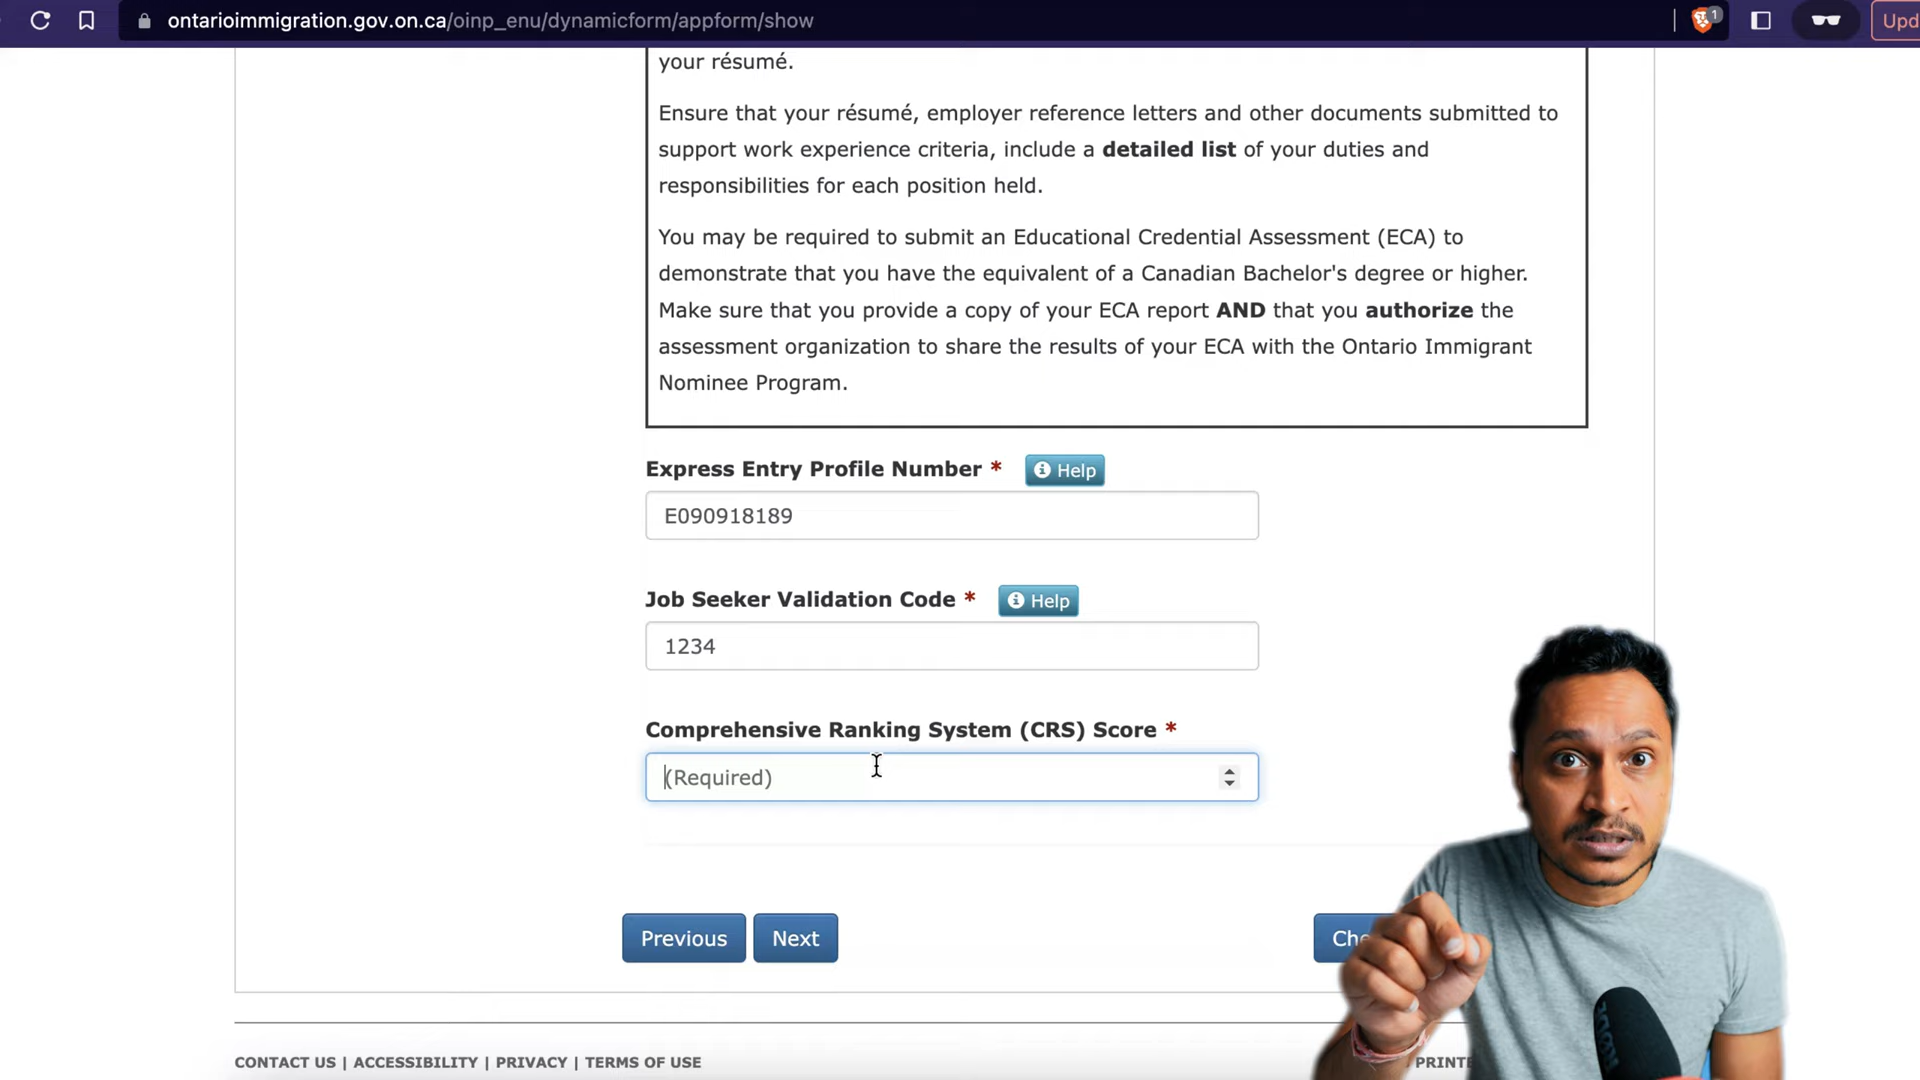 ontarioimmigration.gov.on.ca/oinp_enu/dynamicform/appform/show
1
Upd
your résumé.
Ensure that your résumé, employer reference letters and other documents submitted to
support work experience criteria, include a detailed list of your duties and
responsibilities for each position held.
You may be required to submit an Educational Credential Assessment (ECA) to
demonstrate that you have the equivalent of a Canadian Bachelor's degree or higher.
Make sure that you provide a copy of your ECA report AND that you authorize the
assessment organization to share the results of your ECA with the Ontario Immigrant
Nominee Program.
Express Entry Profile Number * Help
E090918189
Job Seeker Validation Code * Help
1234
Comprehensive Ranking System (CRS) Score *
(Required)
Previous Next Che
CONTACT US | ACCESSIBILITY | PRIVACY | TERMS OF USE PRINTE